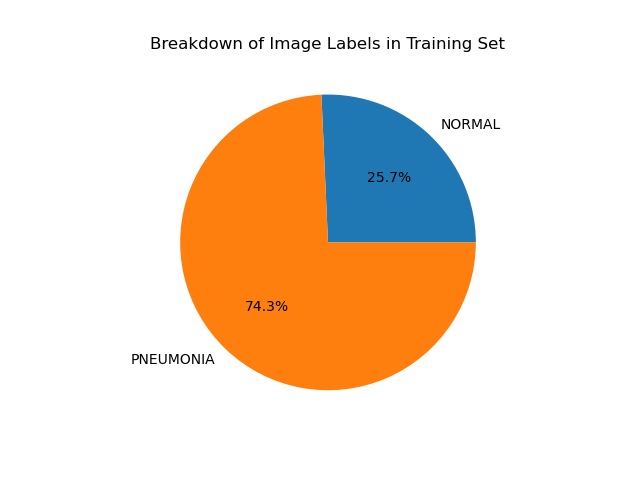 Breakdown of Image Labels in Training Set
NORMAL
25.7%
74.3%
PNEUMONIA